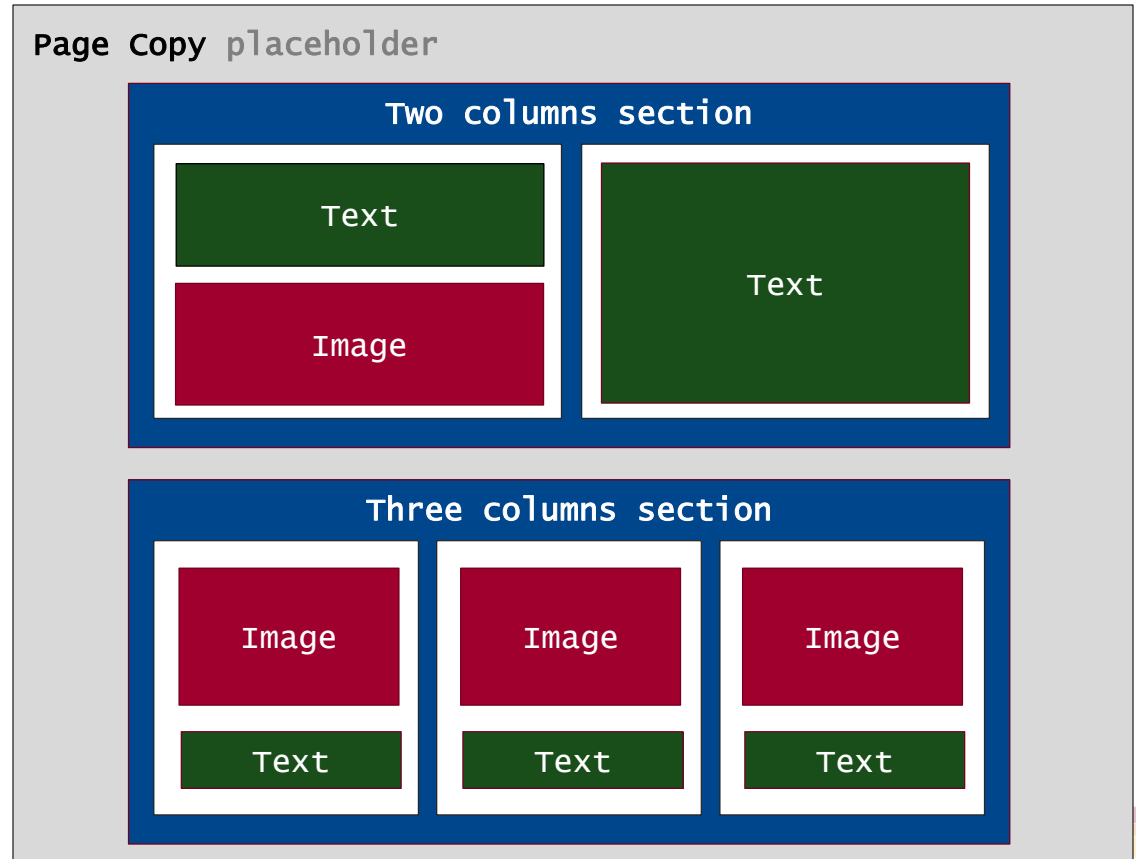 Page Copy placeholder
Two columns section
Text
Image
Text
Three columns section
Image
Text
Image
Text
Image
Text